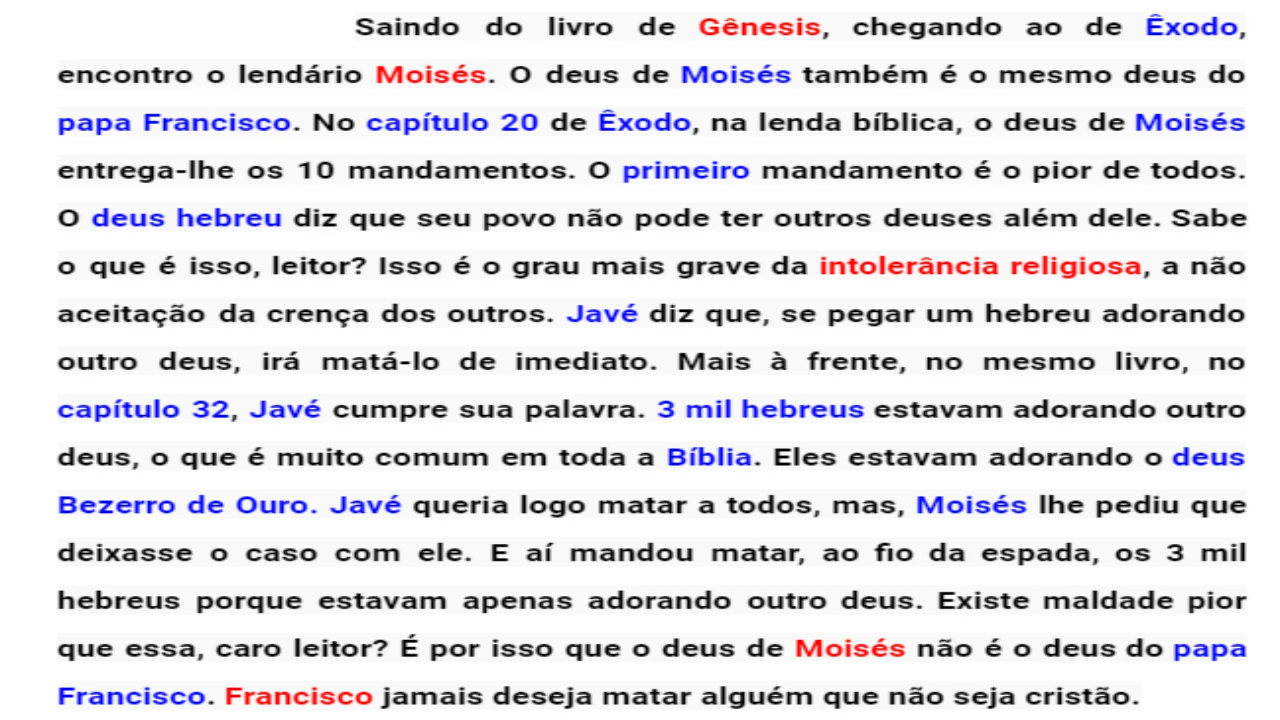 Saindo do livro de Gênesis, chegando ao de Êxodo,
encontro o lendário Moisés. O deus de Moisés também é o mesmo deus do
papa Francisco. No capítulo 20 de Êxodo, na lenda bíblica, o deus de Moisés
entrega-lhe os 10 mandamentos. O primeiro mandamento é o pior de todos.
O deus hebreu diz que seu povo não pode ter outros deuses além dele. Sabe
o que é isso, leitor? Isso é o grau mais grave da intolerância religiosa, a não
aceitação da crença dos outros. Javé diz que, se pegar um hebreu adorando
outro deus, irá matá-lo de imediato. Mais à frente, no mesmo livro, no
capítulo 32, Javé cumpre sua palavra. 3 mil hebreus estavam adorando outro
deus, o que é muito comum em toda a Bíblia. Eles estavam adorando o deus
Bezerro de Ouro. Javé queria logo matar a todos, mas, Moisés lhe pediu que
deixasse o caso com ele. E aí mandou matar, ao fio da espada, os 3 mil
hebreus porque estavam apenas adorando outro deus. Existe maldade pior
que essa, caro leitor? É por isso que o deus de Moisés não é o deus do papa
Francisco. Francisco jamais deseja matar alguém que não seja cristão.